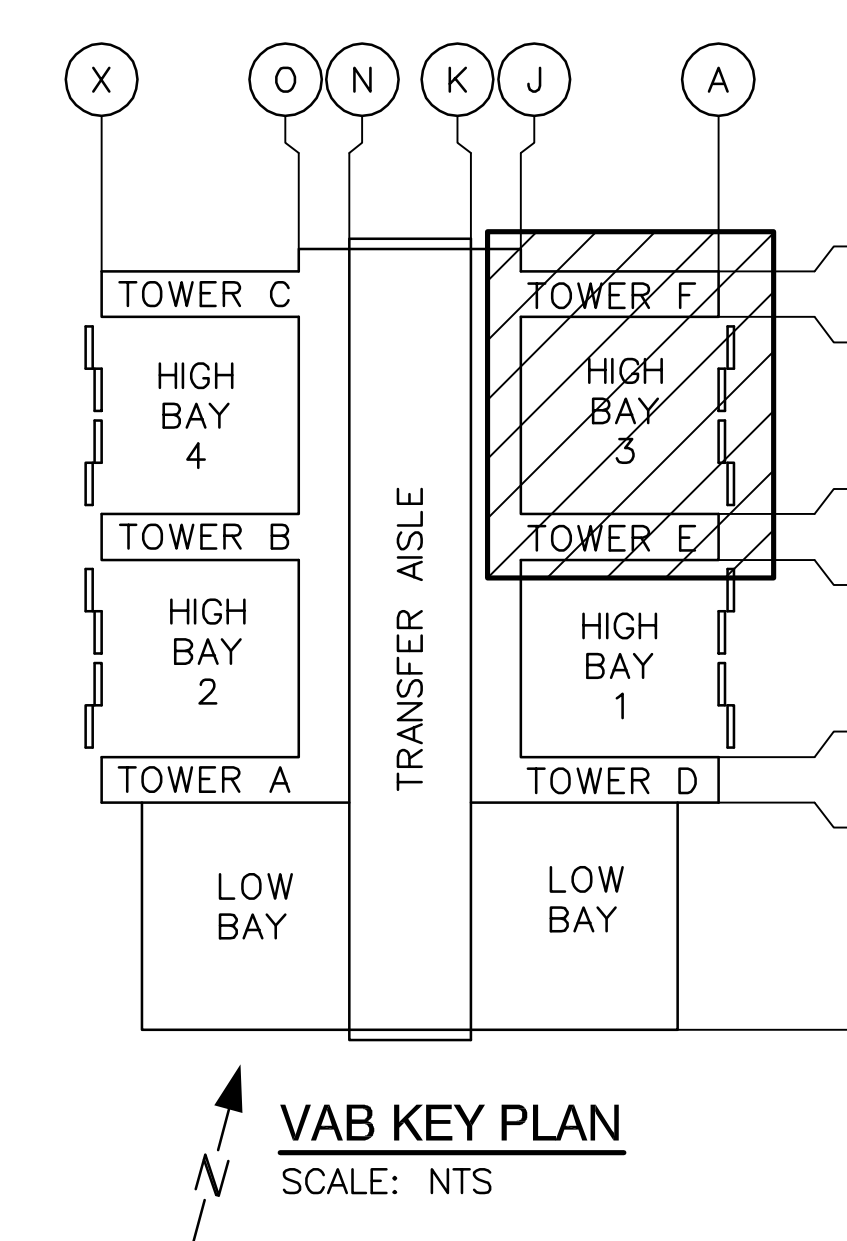 X O N K J A
TOWER C
TOWER F
HIGH
BAY
4
HIGH
BAY
3
TOWER B
TOWER E
HIGH
BAY
2
HIGH
BAY
1
TRANSFER AISLE
TOWER A
TOWER D
LOW
BAY
LOW
BAY
N
VAB KEY PLAN
SCALE: NTS